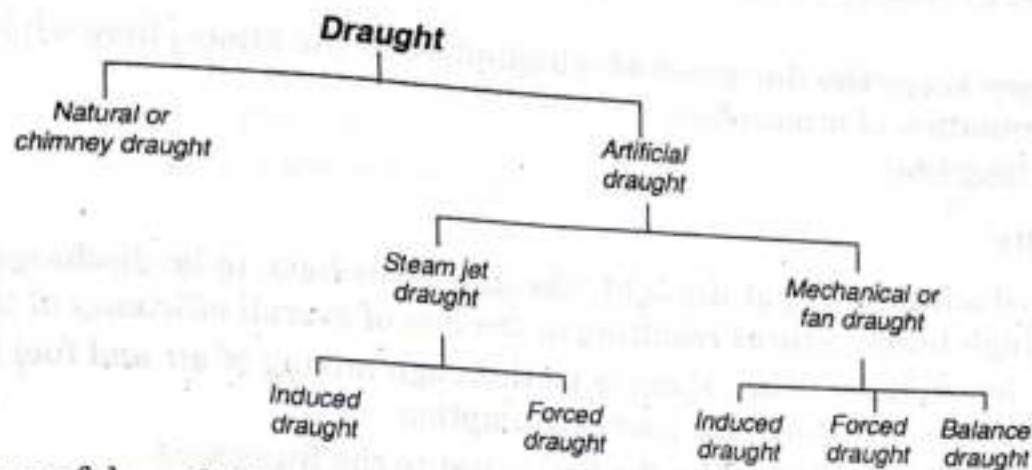 Draught
Natural or
chimney draught
Artificial
draught
Steam jet
draught
Mechanical or
fan draught
Induced
draught
Forced
draught
Induced
draught
Forced
draught
Balance
draught